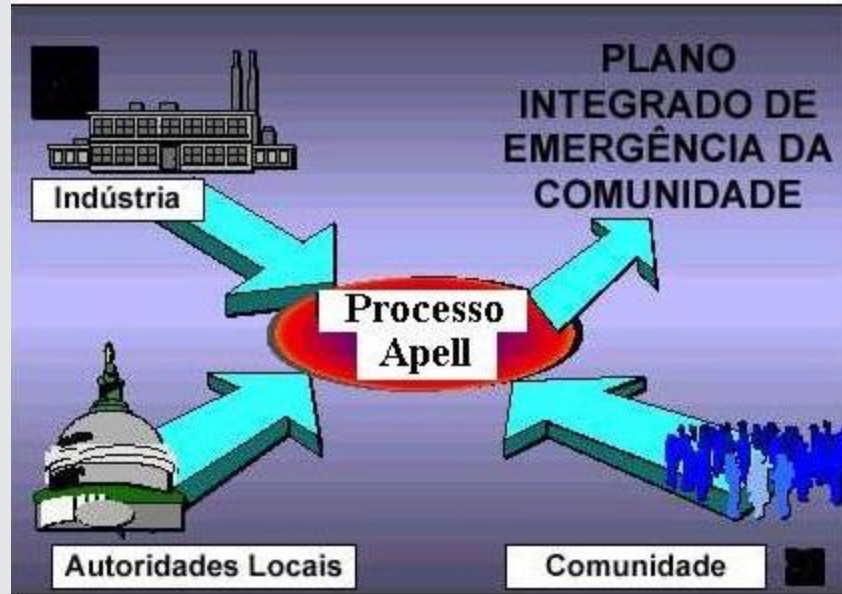 PLANO
INTEGRADO DE
EMERGÊNCIA DA
COMUNIDADE
Indústria
Processo
Apell
Autoridades Locais
Comunidade